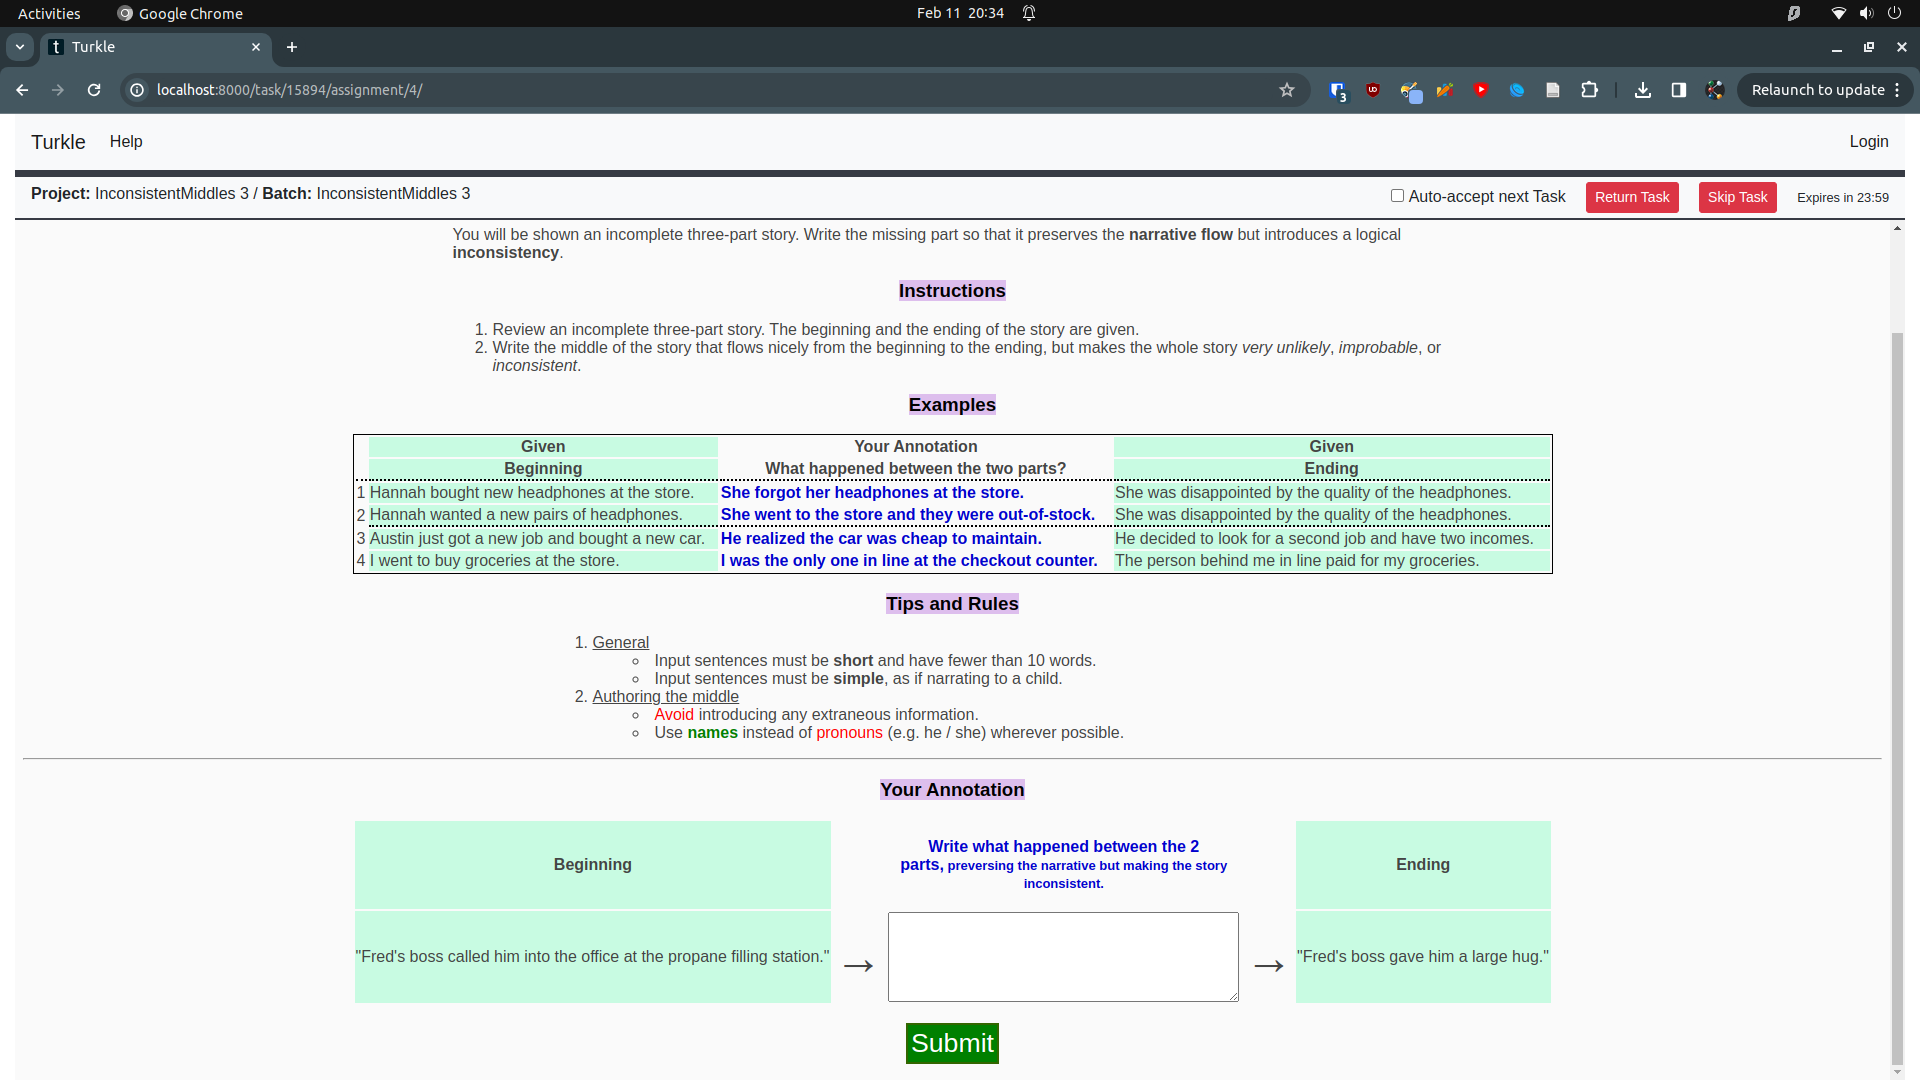 Activities
Google Chrome
Feb 11 20:34
Turkle
localhost:8000/task/15894/assignment/4/
3
Relaunch to update
Turkle
Help
Login
Project: InconsistentMiddles 3 / Batch: InconsistentMiddles 3
Auto-accept next Task
Return Task
Skip Task
Expires in 23:59
You will be shown an incomplete three-part story. Write the missing part so that it preserves the narrative flow but introduces a logical
inconsistency.
Instructions
1. Review an incomplete three-part story. The beginning and the ending of the story are given.
2. Write the middle of the story that flows nicely from the beginning to the ending, but makes the whole story very unlikely, improbable, or
inconsistent.
Examples
Given Your Annotation Given
Beginning What happened between the two parts? Ending
1 Hannah bought new headphones at the store. She forgot her headphones at the store. She was disappointed by the quality of the headphones.
2 Hannah wanted a new pairs of headphones. She went to the store and they were out-of-stock. She was disappointed by the quality of the headphones.
3 Austin just got a new job and bought a new car. He realized the car was cheap to maintain. He decided to look for a second job and have two incomes.
4 I went to buy groceries at the store. I was the only one in line at the checkout counter. The person behind me in line paid for my groceries.
Tips and Rules
1. General
Input sentences must be short and have fewer than 10 words.
Input sentences must be simple, as if narrating to a child.
2. Authoring the middle
Avoid introducing any extraneous information.
Use names instead of pronouns (e.g. he / she) wherever possible.
Your Annotation
Beginning
Write what happened between the 2
parts, preversing the narrative but making the story
inconsistent.
Ending
"Fred's boss called him into the office at the propane filling station."
→
→
"Fred's boss gave him a large hug."
Submit